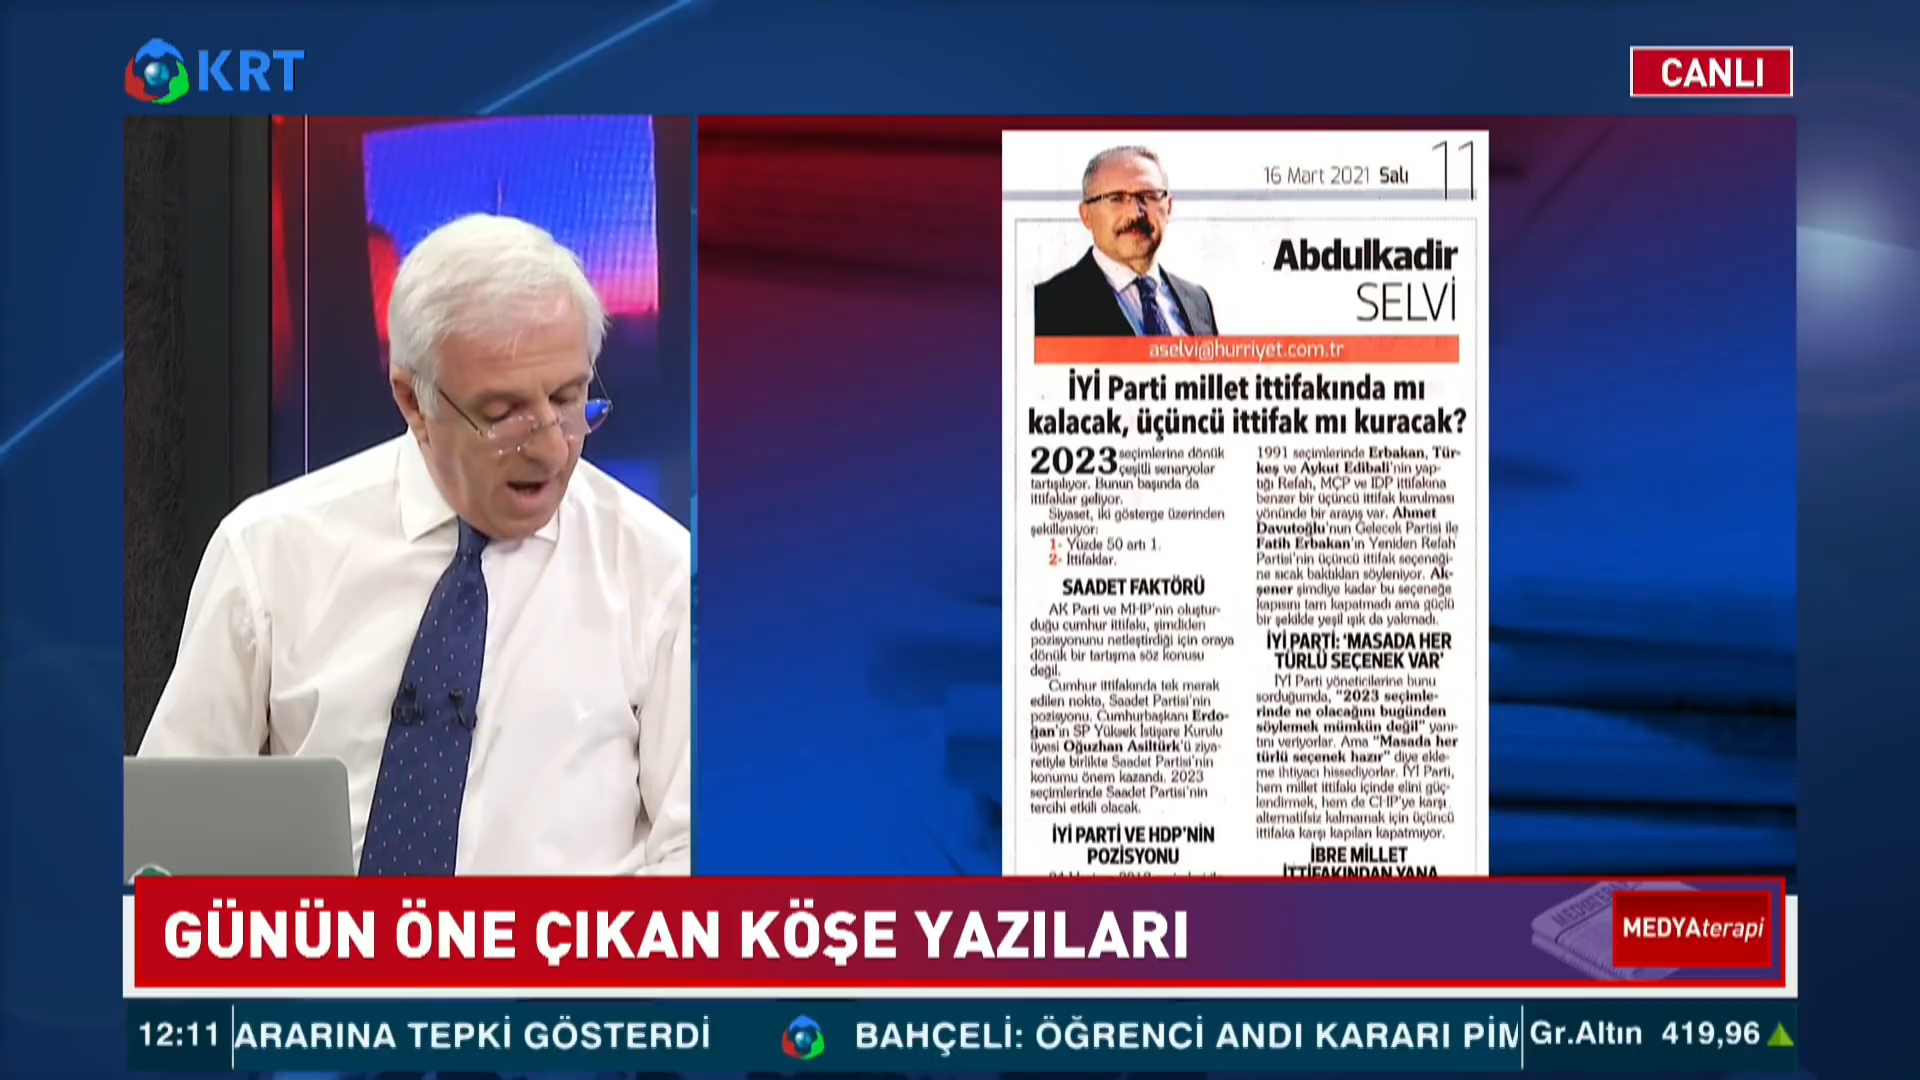 KRT
CANLI
16 Mart 2021 Salı
11
Abdulkadir
SELVİ
aselvi@hurriyet.com.tr
İYİ Parti millet ittifakında mı
kalacak, üçüncü ittifak mı kuracak?
2023 seçimlerine dönük
çeşitli senaryolar
tartışılıyor. Bunun başında da
ittifaklar geliyor.
Siyaset, iki gösterge üzerinden
şekilleniyor:
1- Yüzde 50 artı 1.
2- İttifaklar.
SAADET FAKTÖRÜ
AK Parti ve MHP'nin oluştur-
duğu cumhur ittifakı, şimdiden
pozisyonunu netleştirdiği için oraya
dönük bir tartışma söz konusu
değil.
Cumhur ittifakında tek merak
edilen nokta, Saadet Partisi'nin
pozisyonu. Cumhurbaşkanı Erdo-
ğan'ın SP Yüksek İstişare Kurulu
üyesi Oğuzhan Asiltürk'ü ziya-
retiyle birlikte Saadet Partisi'nin
konumu önem kazandı. 2023
seçimlerinde Saadet Partisi'nin
tercihi etkili olacak.
İYİ PARTİ VE HDP'NİN
POZİSYONU
1991 seçimlerinde Erbakan, Tür-
keş ve Aykut Edibali'nin yap-
tığı Refah, MÇP ve IDP ittifakına
benzer bir üçüncü ittifak kurulması
yönünde bir arayış var. Ahmet
Davutoğlu'nun Gelecek Partisi ile
Fatih Erbakan'ın Yeniden Refah
Partisi'nin üçüncü ittifak seçeneği-
ne sıcak baktıkları söyleniyor. Ak-
şener şimdiye kadar bu seçeneğe
kapısını tam kapatmadı ama güçlü
bir şekilde yeşil ışık da yakmadı.
İYİ PARTİ: 'MASADA HER
TÜRLÜ SEÇENEK VAR'
İYİ Parti yöneticilerine bunu
sorduğumda, "2023 seçimle-
rinde ne olacağını bugünden
söylemek mümkün değil" yanı-
tını veriyorlar. Ama "Masada her
türlü seçenek hazır" diye ekle-
me ihtiyacı hissediyorlar. İYİ Parti,
hem millet ittifakı içinde elini güç-
lendirmek, hem de CHP'ye karşı
alternatifsiz kalmamak için üçüncü
ittifaka karşı kapıları kapatmıyor.
İBRE MİLLET
İTTİFAKINDAN YANA
GÜNÜN ÖNE ÇIKAN KÖŞE YAZILARI
MEDYAterapi
12:11 ARARINA TEPKİ GÖSTERDİ BAHÇELİ: ÖĞRENCİ ANDI KARARI PİM Gr.Altın 419,96